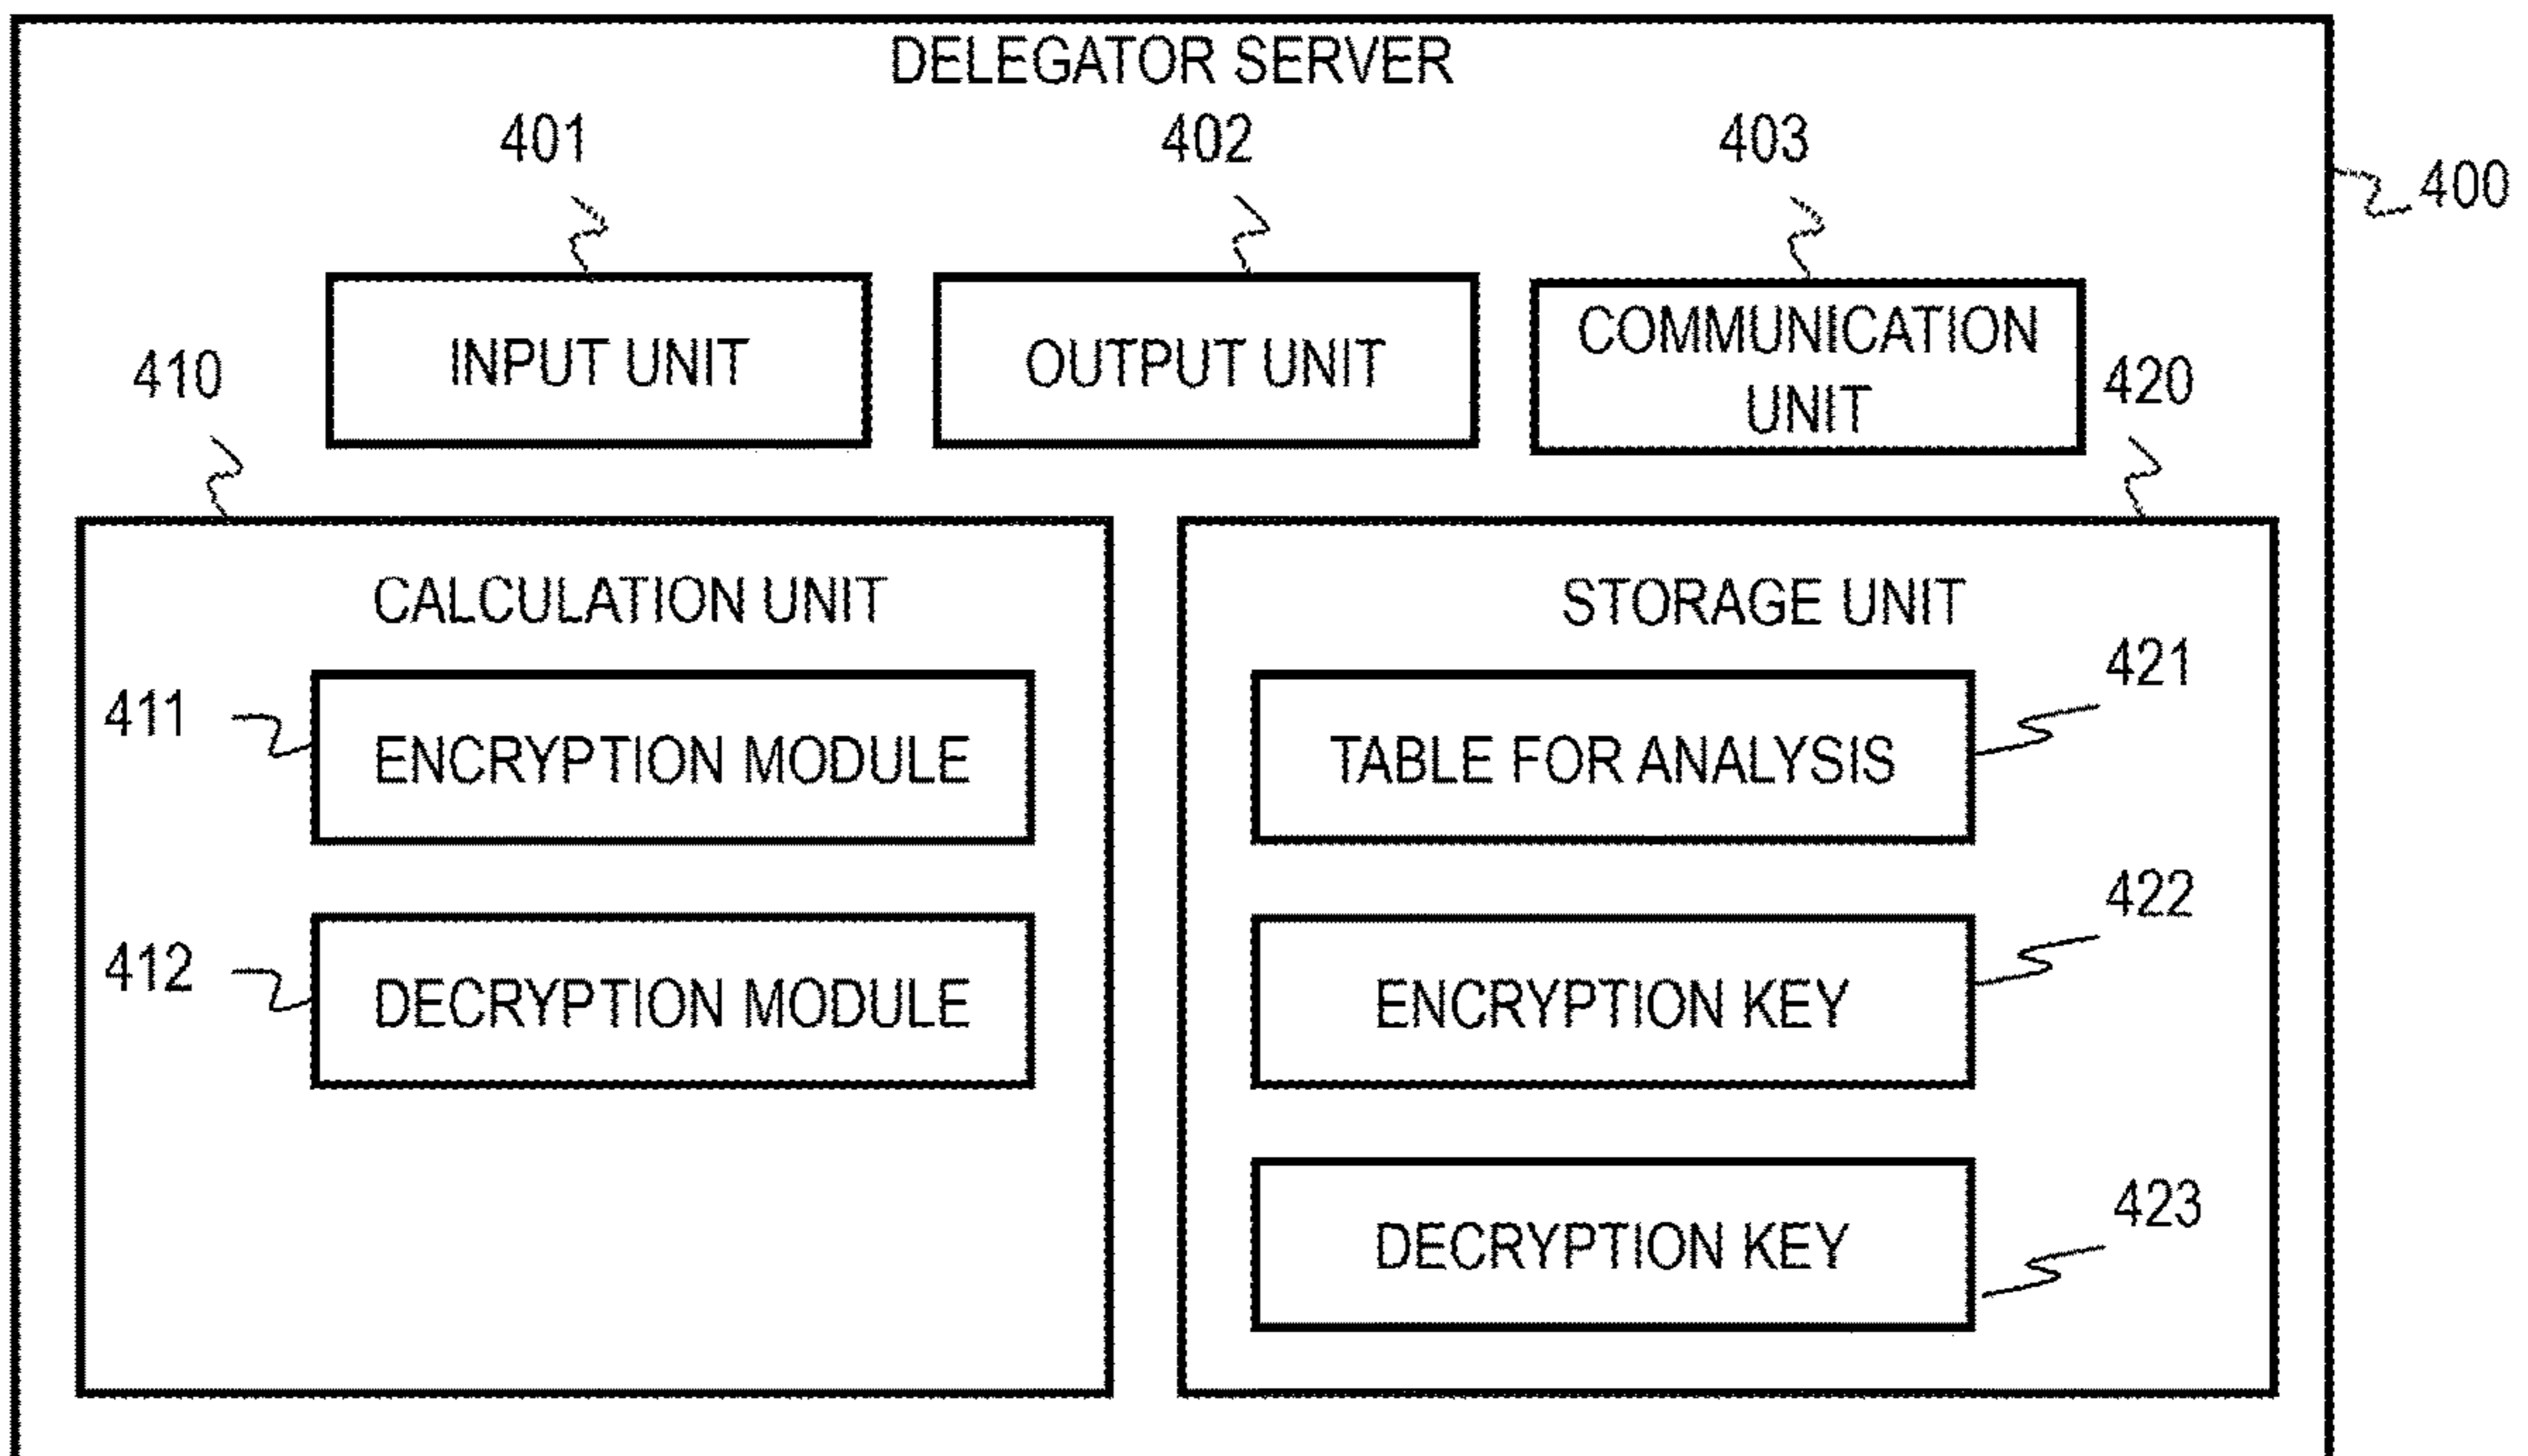 DELEGATOR SERVER
401
402
403
400
INPUT UNIT
OUTPUT UNIT
COMMUNICATION
UNIT
410
420
CALCULATION UNIT
411
ENCRYPTION MODULE
412
DECRYPTION MODULE
STORAGE UNIT
421
TABLE FOR ANALYSIS
422
ENCRYPTION KEY
423
DECRYPTION KEY